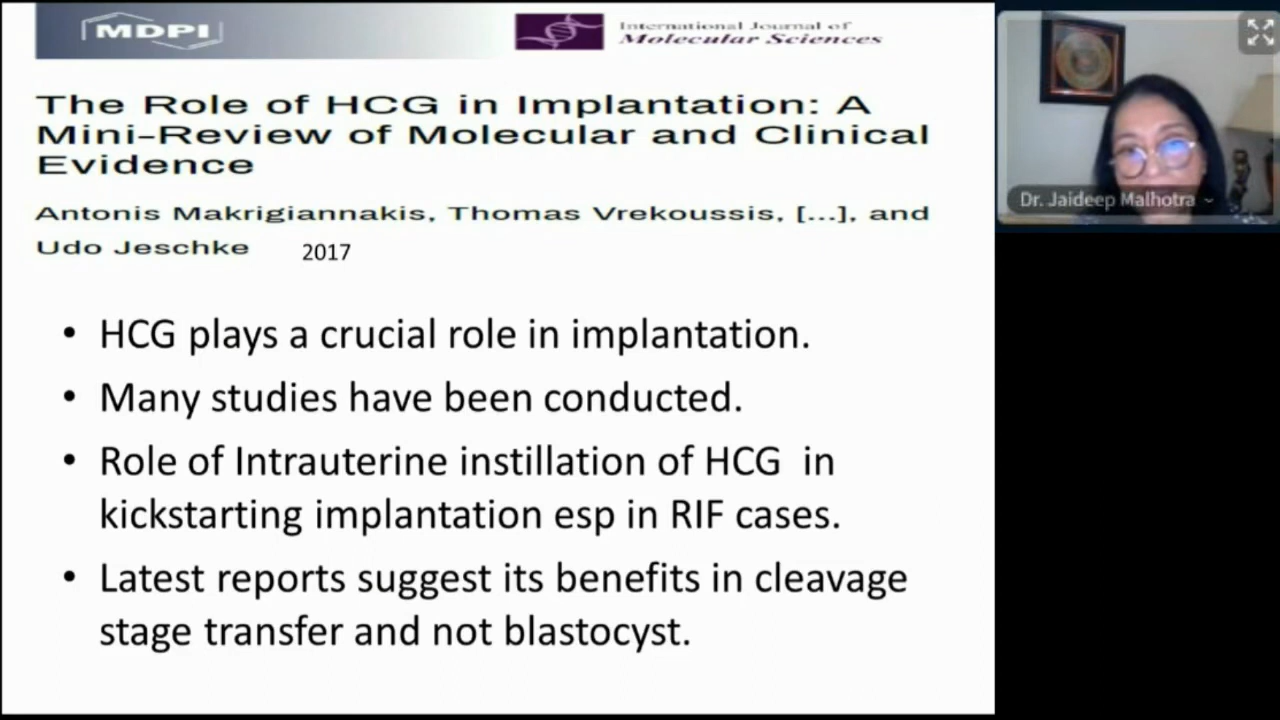 MDPI
International Journal of
Molecular Sciences
The Role of HCG in Implantation: A
Mini-Review of Molecular and Clinical
Evidence
Antonis Makrigiannakis, Thomas Vrekoussis, [...], and
Udo Jeschke 2017
• HCG plays a crucial role in implantation.
• Many studies have been conducted.
• Role of Intrauterine instillation of HCG in
kickstarting implantation esp in RIF cases.
• Latest reports suggest its benefits in cleavage
stage transfer and not blastocyst.
Dr. Jaideep Malhotra